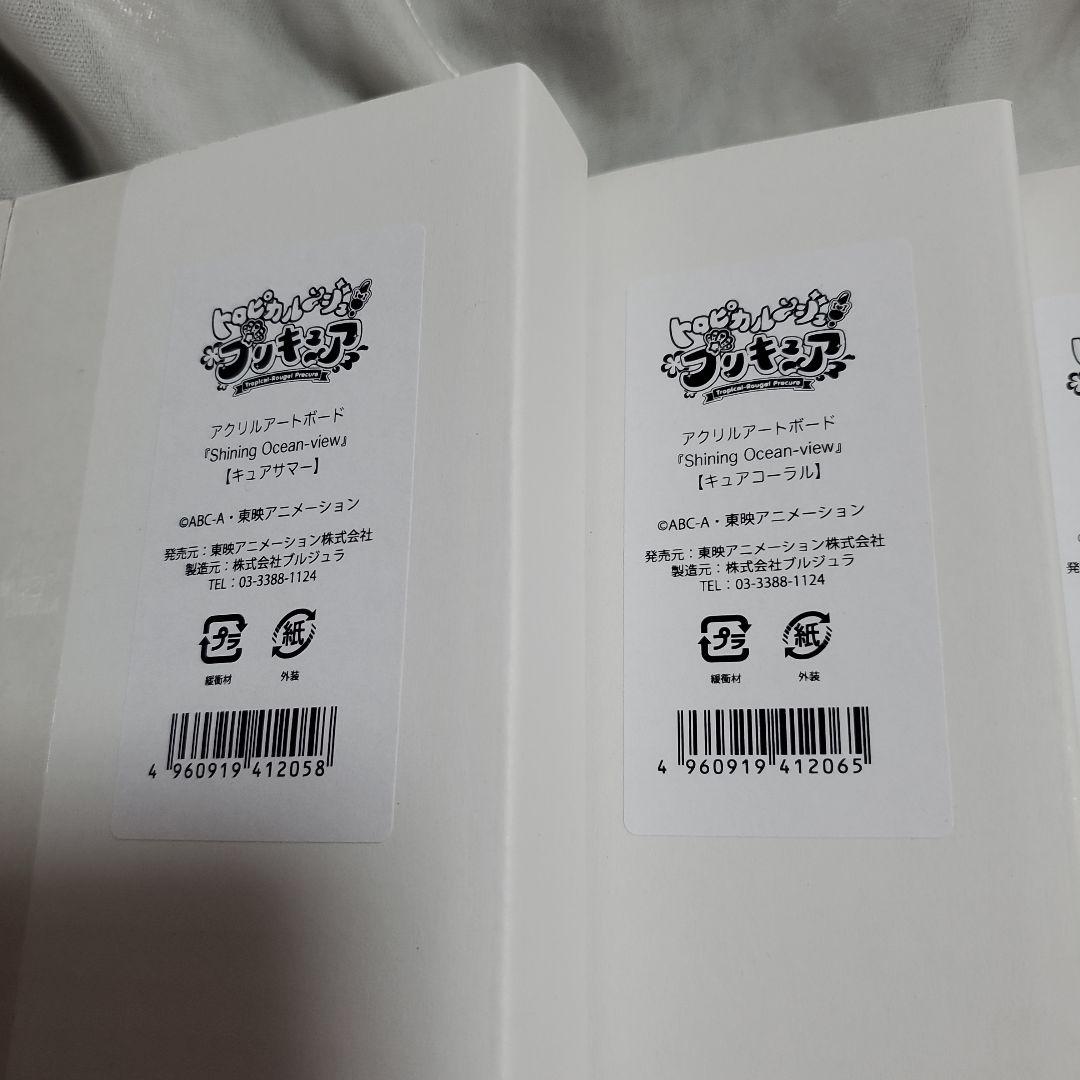 トロピカル〜ジュ!
プリキュア
Tropical-Rouge! Precure
アクリルアートボード
『Shining Ocean-view』
【キュアサマー】
©ABC-A・東映アニメーション
発売元：東映アニメーション株式会社
製造元：株式会社ブルジュラ
TEL：03-3388-1124
プラ 紙
緩衝材 外装
4 960919 412058
トロピカル〜ジュ!
プリキュア
Tropical-Rouge! Precure
アクリルアートボード
『Shining Ocean-view』
【キュアコーラル】
©ABC-A・東映アニメーション
発売元：東映アニメーション株式会社
製造元：株式会社ブルジュラ
TEL：03-3388-1124
プラ 紙
緩衝材 外装
4 960919 412065
発